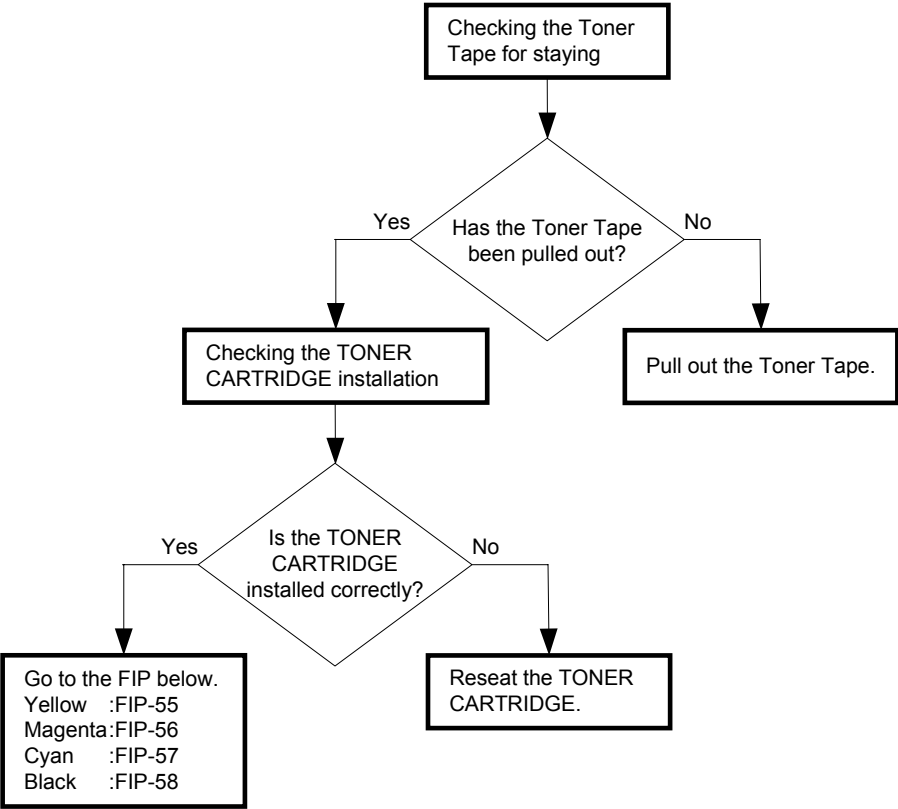 Checking the Toner
Tape for staying
Yes
Has the Toner Tape
been pulled out?
No
Checking the TONER
CARTRIDGE installation
Pull out the Toner Tape.
Yes
Is the TONER
CARTRIDGE
installed correctly?
No
Go to the FIP below.
Yellow :FIP-55
Magenta:FIP-56
Cyan :FIP-57
Black :FIP-58
Reseat the TONER
CARTRIDGE.